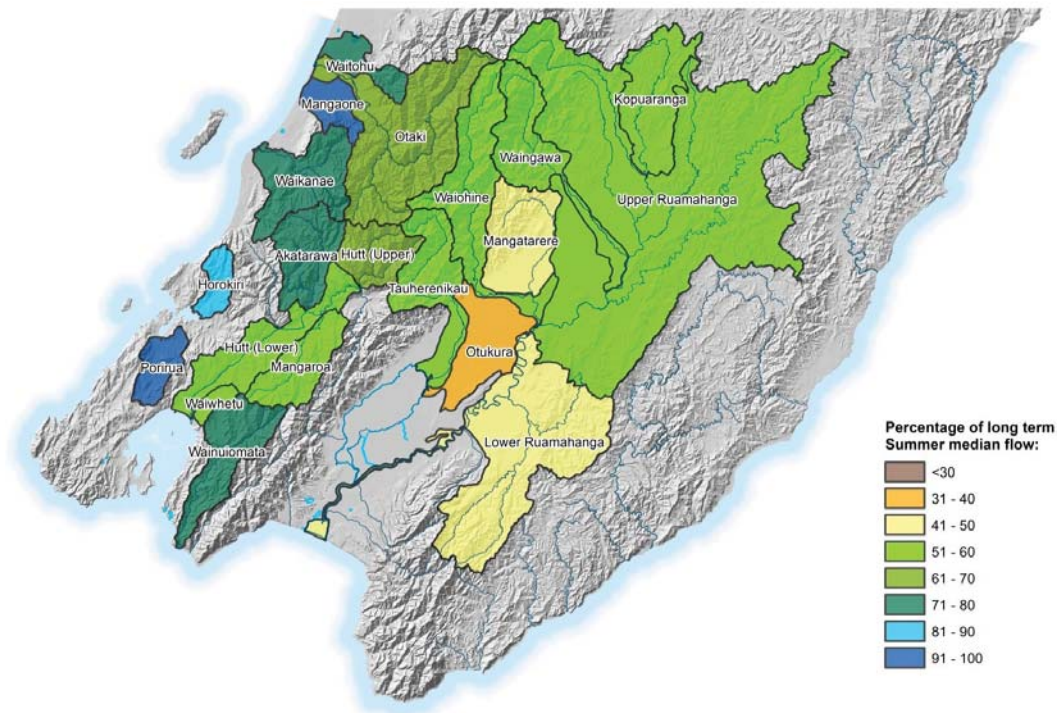 Waitohu
Mangaone
Otaki
Kopuaranga
Waingawa
Waikanae
Waiohine
Upper Ruamahanga
Mangatarere
Akatarawa
Hutt (Upper)
Horokiri
Tauherenikau
Hutt (Lower)
Otukura
Porirua
Mangaroa
Waiwhetu
Lower Ruamahanga
Wainuiomata
Percentage of long term
Summer median flow:
<30
31 - 40
41 - 50
51 - 60
61 - 70
71 - 80
81 - 90
91 - 100